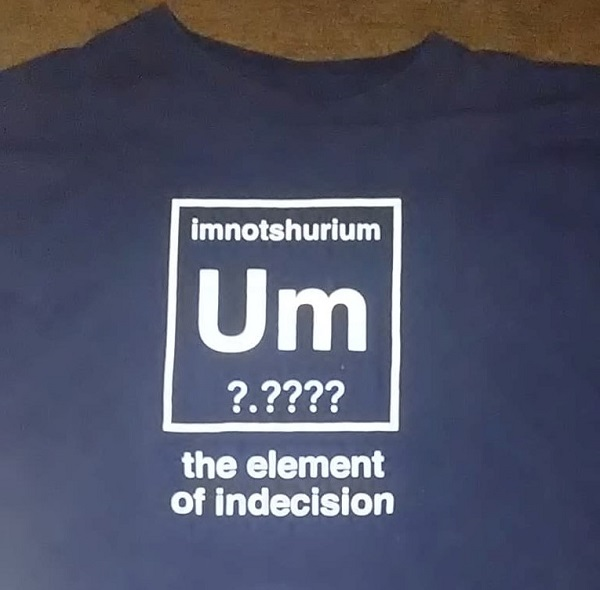 imnotshurium
Um
?.????
the element
of indecision